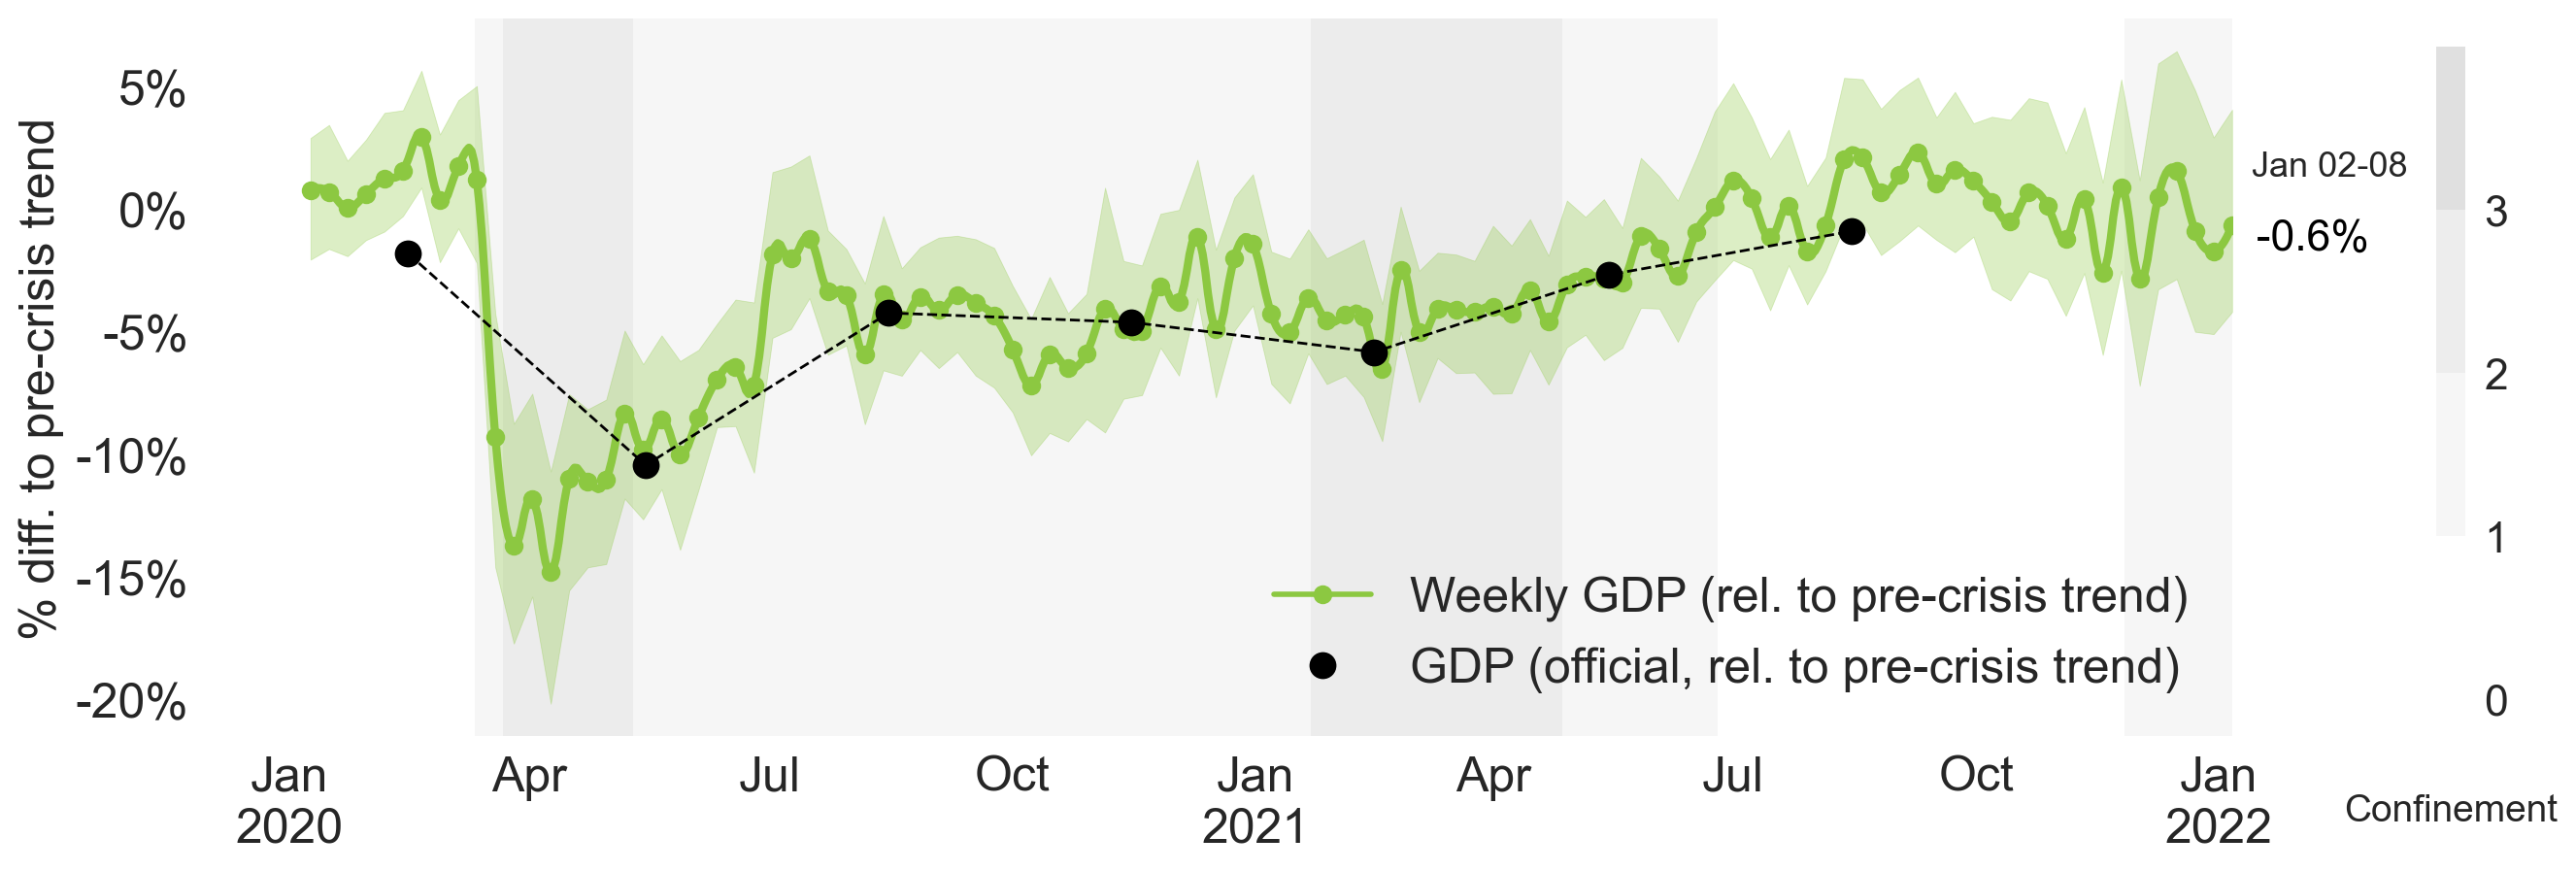 % diff. to pre-crisis trend
5%
0%
-5%
-10%
-15%
-20%
Jan 02-08
-0.6%
Weekly GDP (rel. to pre-crisis trend)
GDP (official, rel. to pre-crisis trend)
3
2
1
0
Confinement
Jan Apr Jul Oct Jan Apr Jul Oct Jan
2020 2021 2022